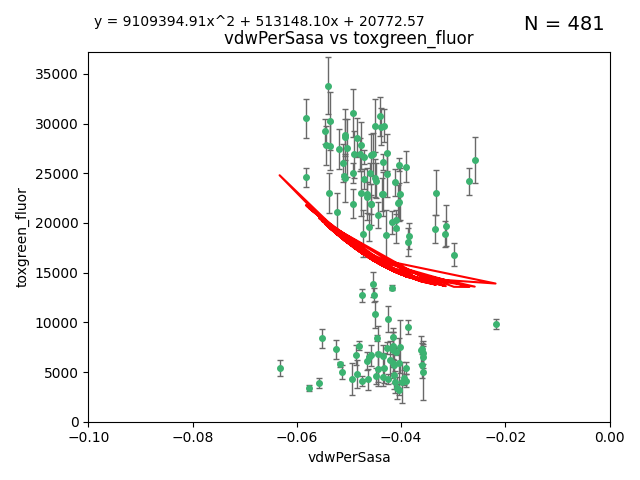 y = 9109394.91x^2 + 513148.10x + 20772.57
N = 481
vdwPerSasa vs toxgreen_fluor
35000
30000
25000
20000
15000
10000
5000
0
toxgreen_fluor
−0.10
−0.08
−0.06
−0.04
−0.02
0.00
vdwPerSasa